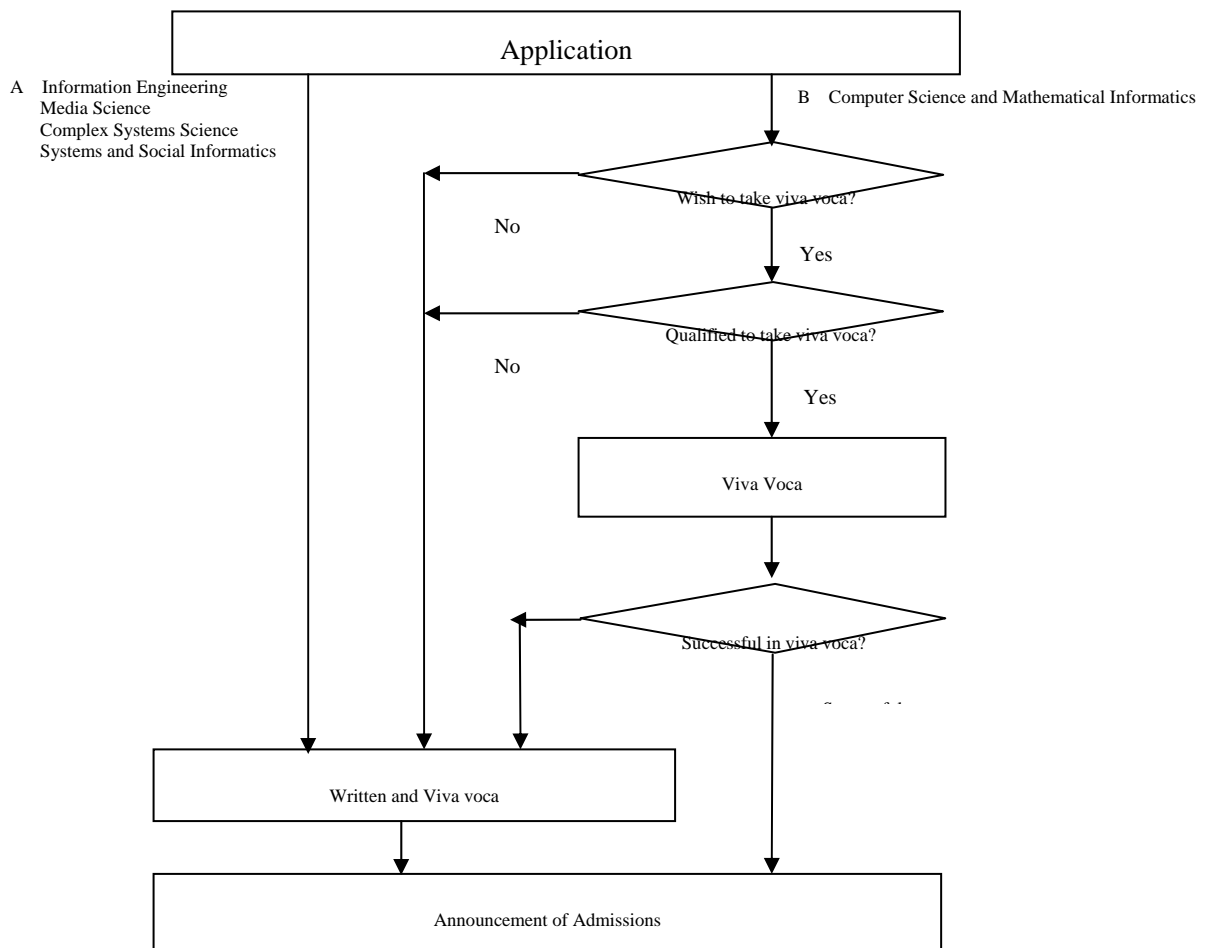 Application
A Information Engineering
Media Science
Complex Systems Science
Systems and Social Informatics
B Computer Science and Mathematical Informatics
Wish to take viva voca?
No
Yes
Qualified to take viva voca?
No
Yes
Viva Voca
Successful in viva voca?
Written and Viva voca
Announcement of Admissions